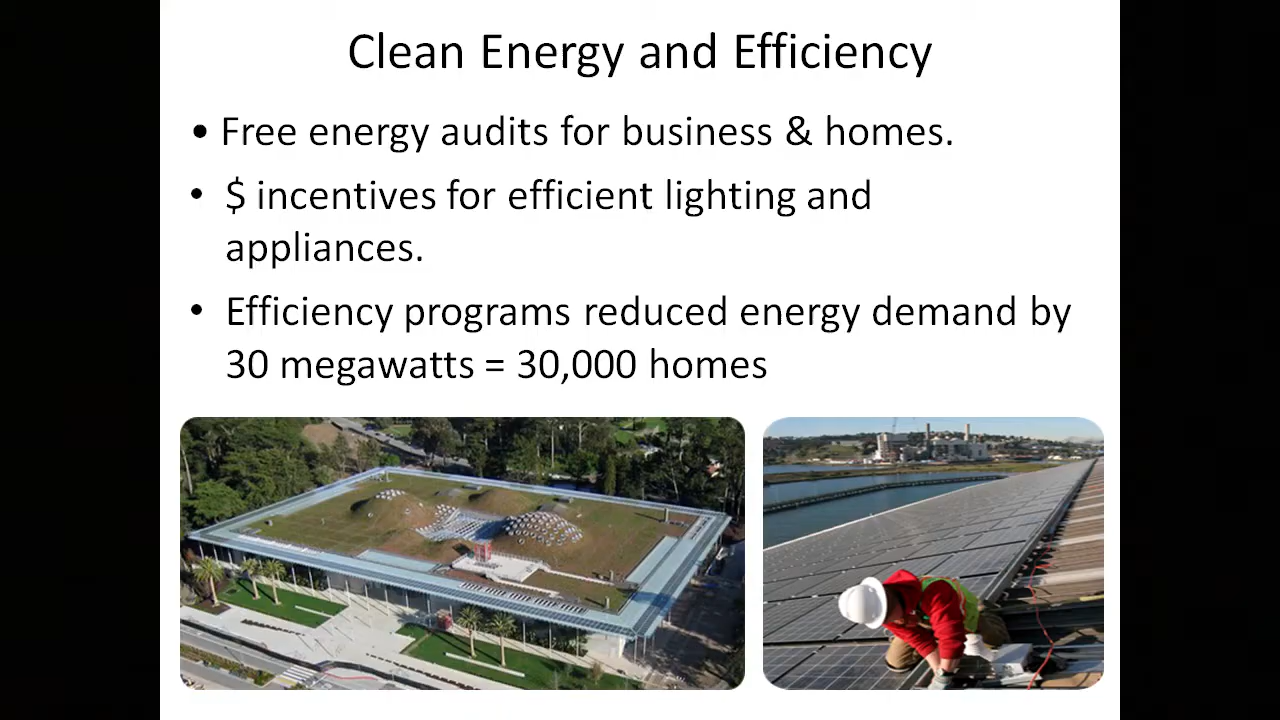 Clean Energy and Efficiency
• Free energy audits for business & homes.
• $ incentives for efficient lighting and
appliances.
• Efficiency programs reduced energy demand by
30 megawatts = 30,000 homes